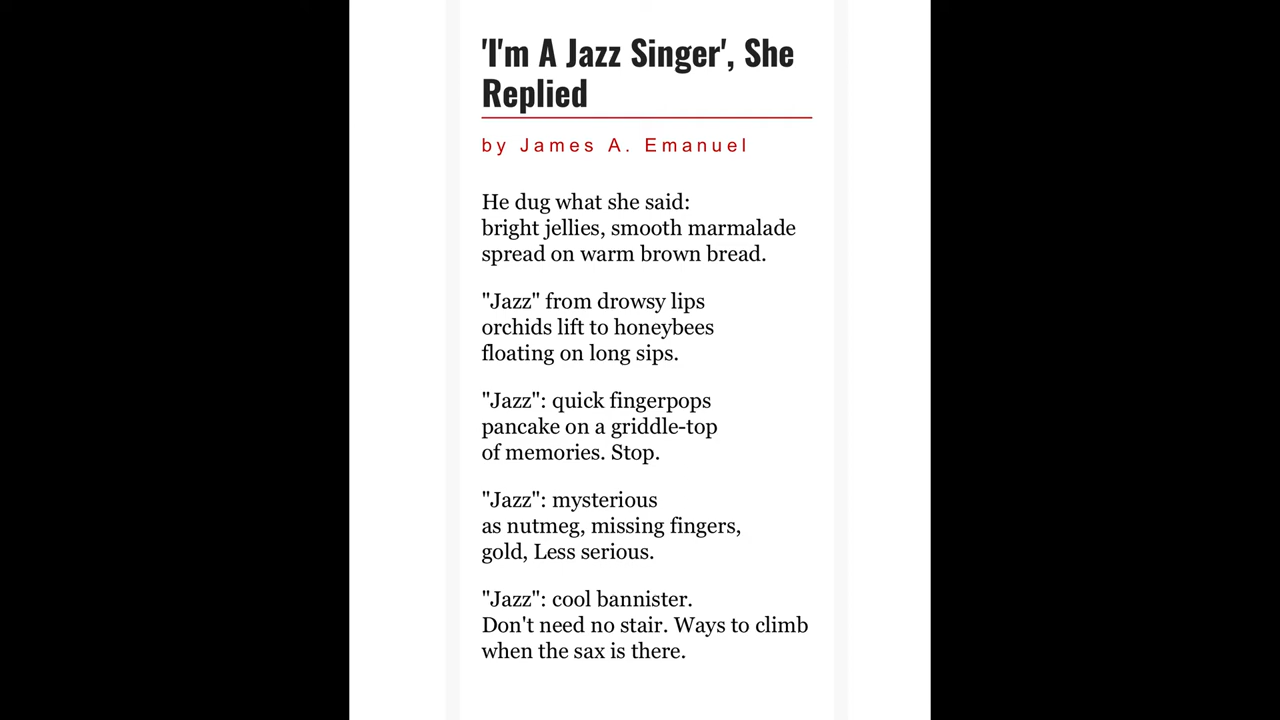 'I'm A Jazz Singer', She
Replied
by James A. Emanuel
He dug what she said:
bright jellies, smooth marmalade
spread on warm brown bread.
"Jazz" from drowsy lips
orchids lift to honeybees
floating on long sips.
"Jazz": quick fingerpops
pancake on a griddle-top
of memories. Stop.
"Jazz": mysterious
as nutmeg, missing fingers,
gold, Less serious.
"Jazz": cool bannister.
Don't need no stair. Ways to climb
when the sax is there.